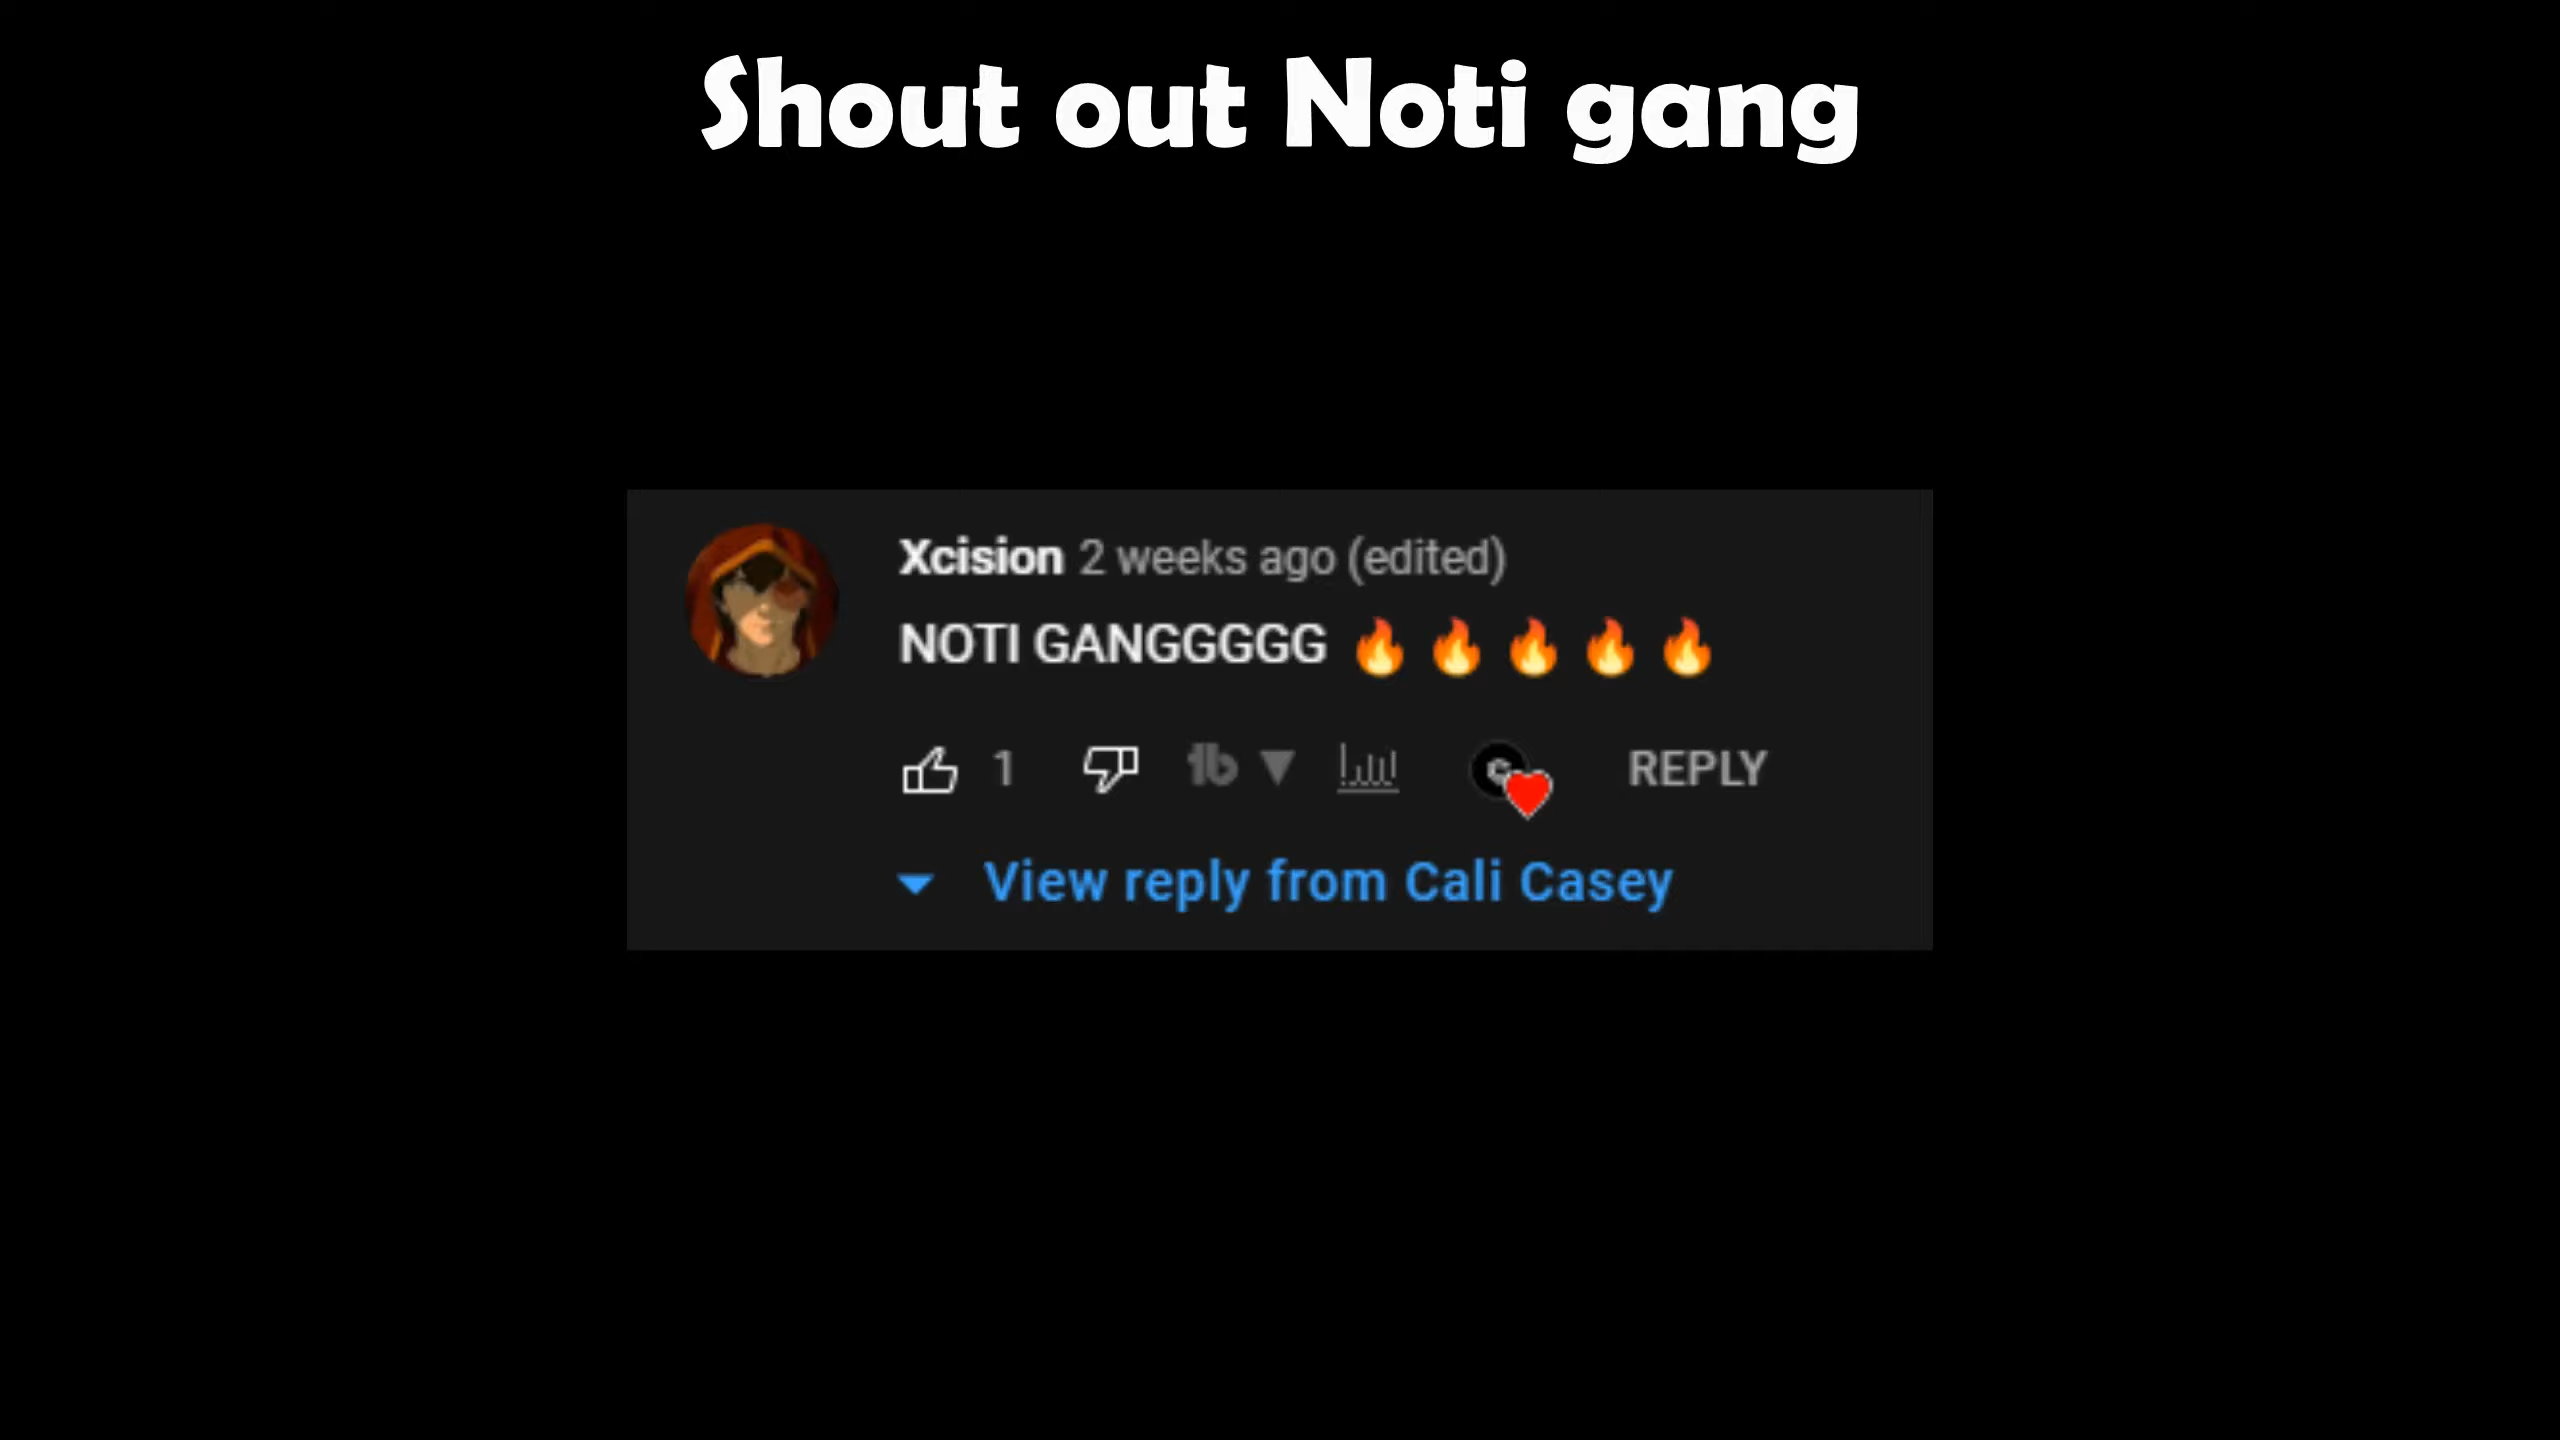 Shout out Noti gang
Xcision 2 weeks ago (edited)
NOTI GANGGGGG 🔥 🔥 🔥 🔥 🔥
1 REPLY
View reply from Cali Casey